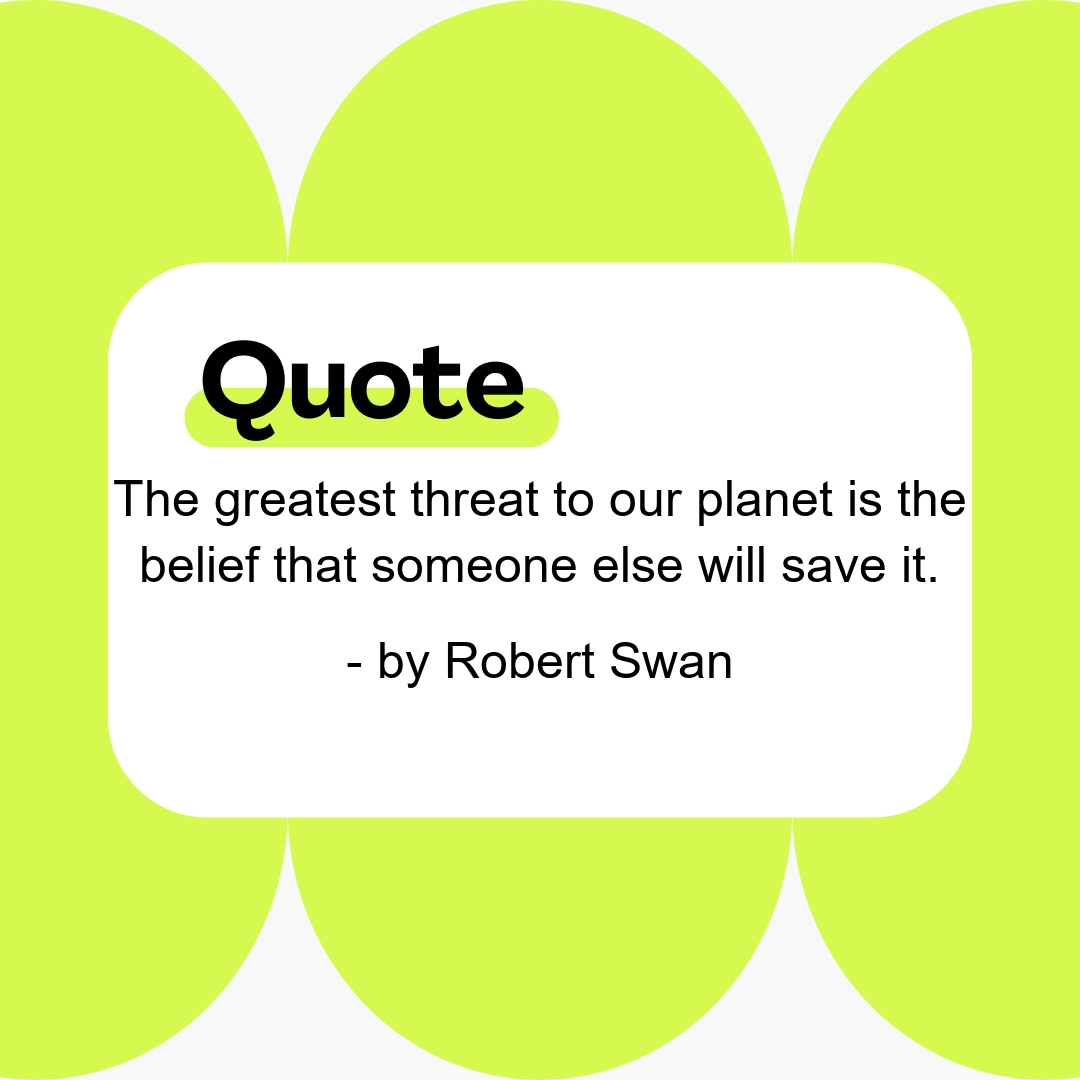 Quote
The greatest threat to our planet is the
belief that someone else will save it.
- by Robert Swan